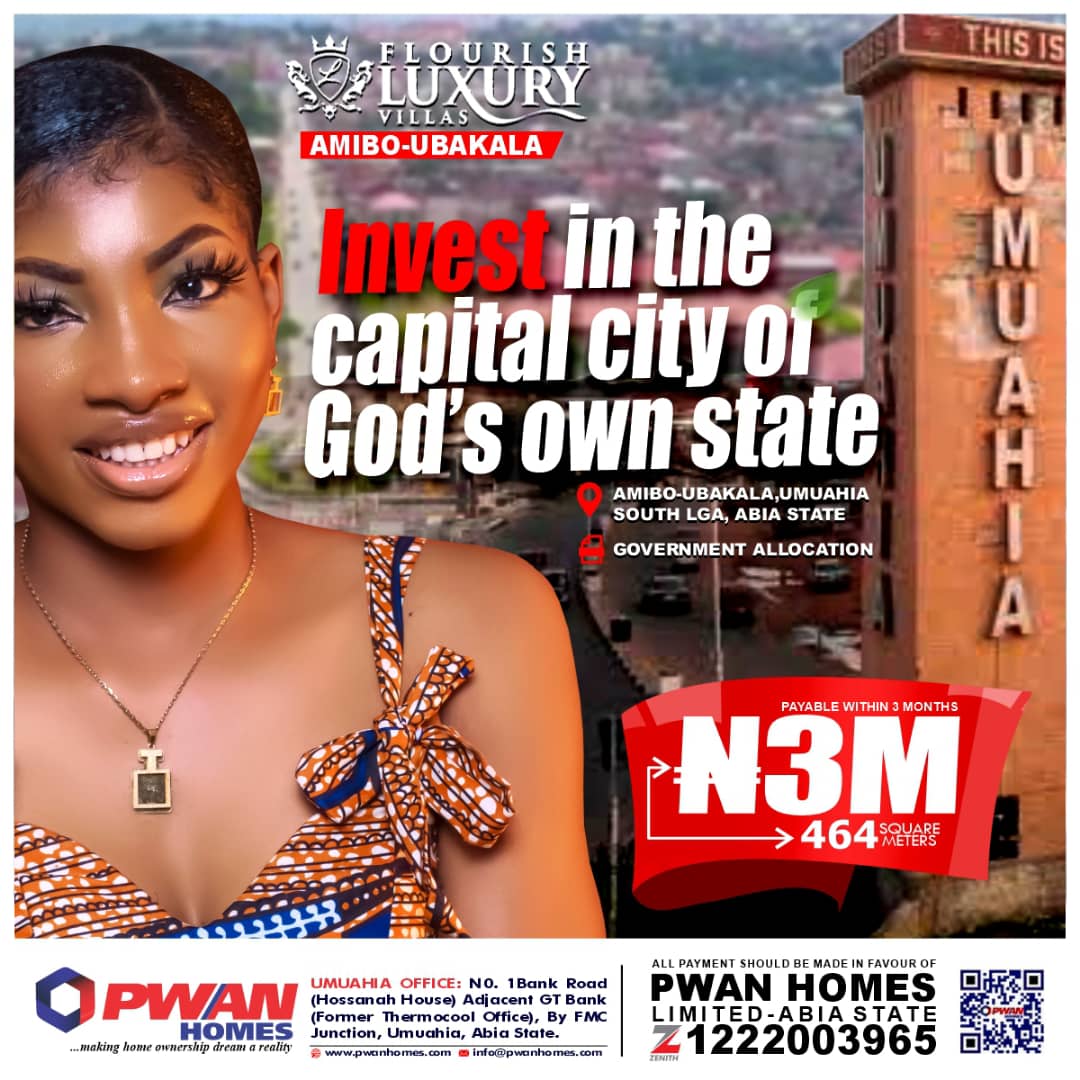 FLOURISH
LUXURY
VILLAS
AMIBO-UBAKALA
THIS IS
UMUAHIA
UMUAHIA
Invest in the
capital city of
God's own state
AMIBO-UBAKALA,UMUAHIA
SOUTH LGA, ABIA STATE
GOVERNMENT ALLOCATION
PAYABLE WITHIN 3 MONTHS
₦3M
464 SQUARE
METERS
PWAN
HOMES
...making home ownership dream a reality
UMUAHIA OFFICE: N0. 1Bank Road
(Hossanah House) Adjacent GT Bank
(Former Thermocool Office), By FMC
Junction, Umuahia, Abia State.
www.pwanhomes.com info@pwanhomes.com
ALL PAYMENT SHOULD BE MADE IN FAVOUR OF
PWAN HOMES
LIMITED-ABIA STATE
ZENITH 1222003965
PWAN